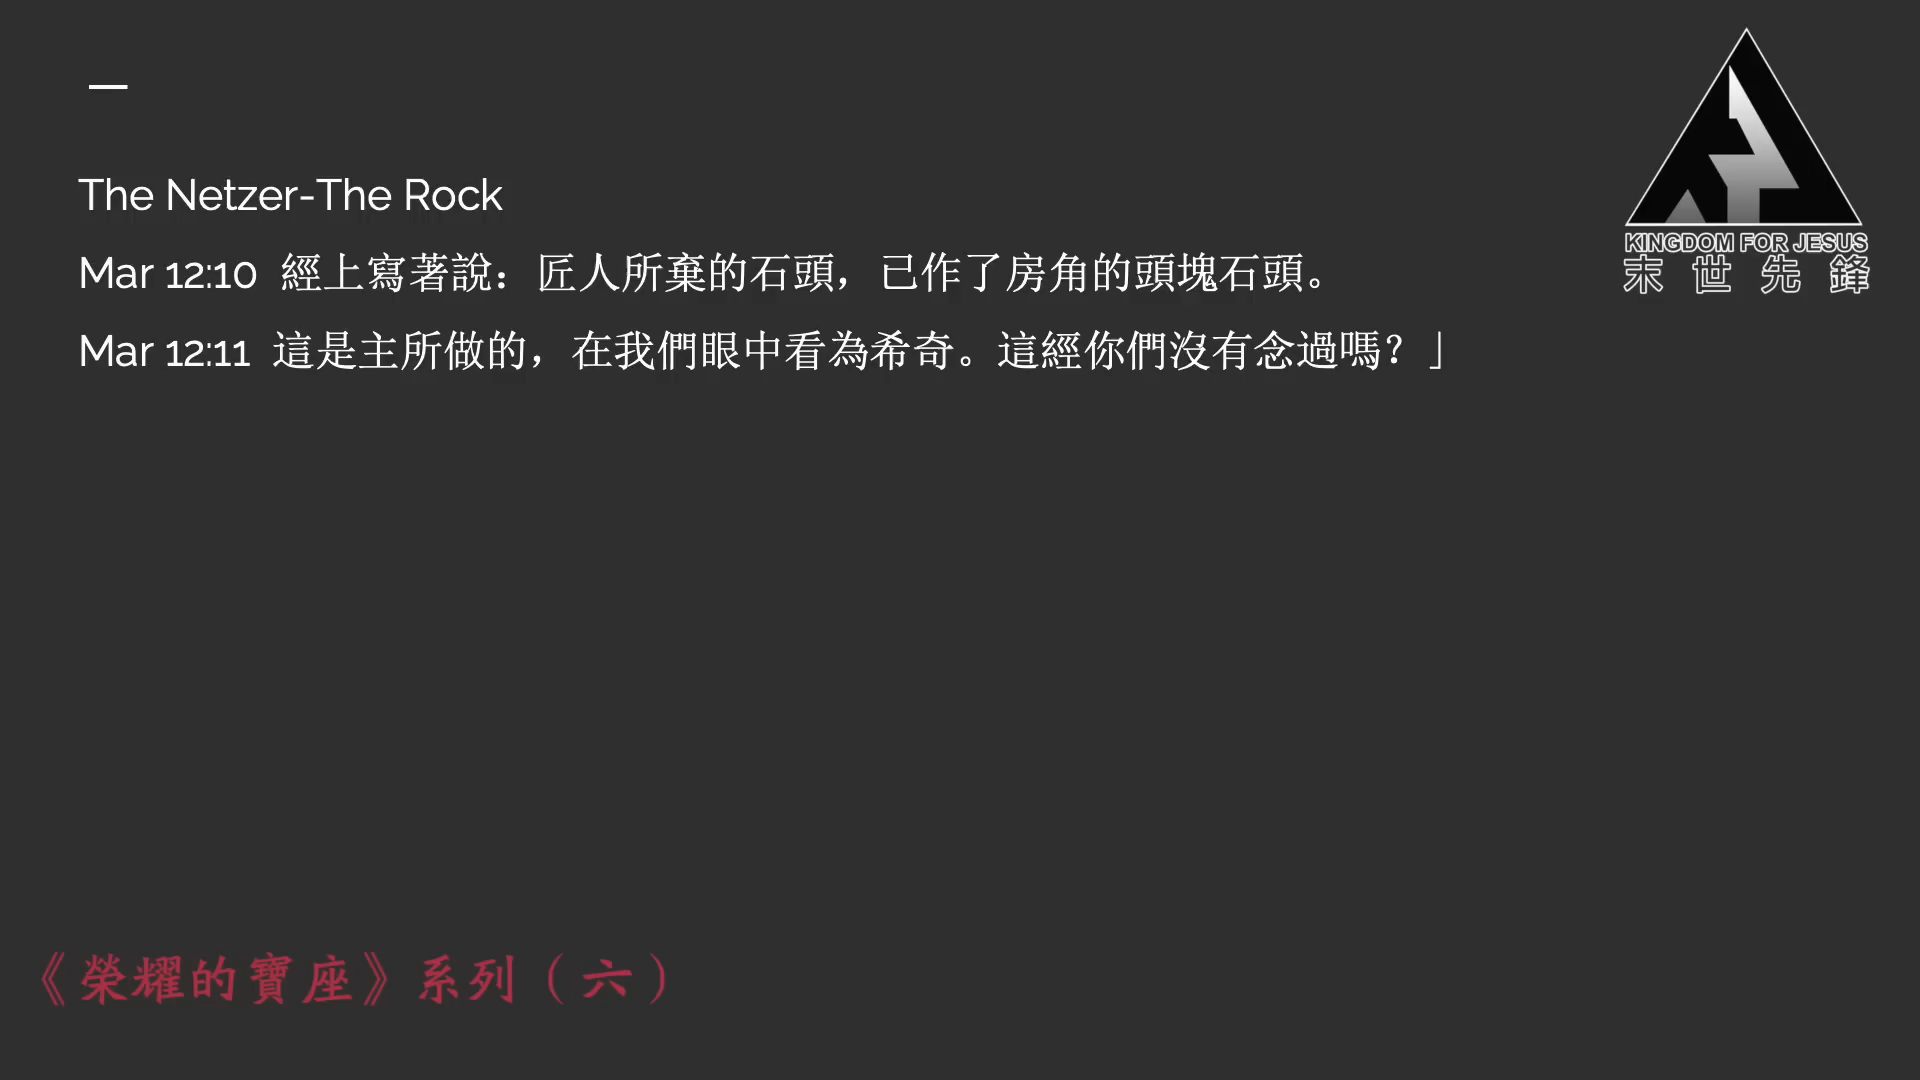 The Netzer-The Rock
Mar 12:10 經上寫著說：匠人所棄的石頭，已作了房角的頭塊石頭。
Mar 12:11 這是主所做的，在我們眼中看為希奇。這經你們沒有念過嗎？」
KINGDOM FOR JESUS
末世先鋒
《榮耀的寶座》系列（六）